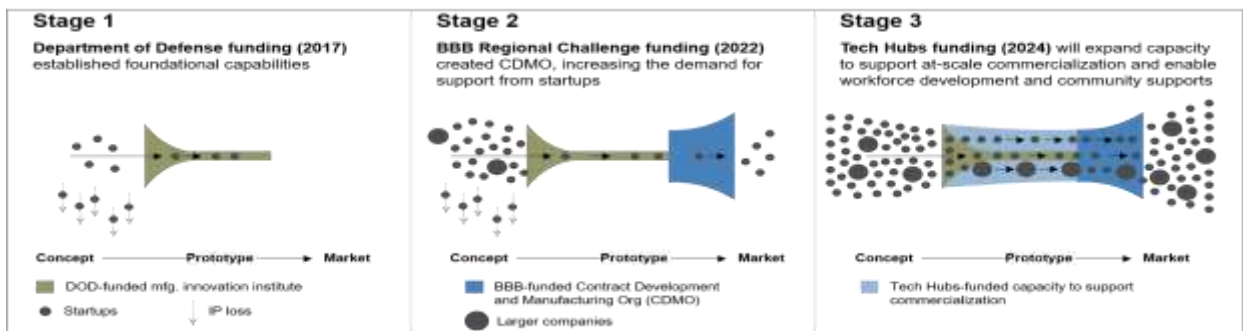 Stage 1
Department of Defense funding (2017)
established foundational capabilities
Concept
Prototype
Market
DOD-funded mfg. innovation institute
Startups
IP loss
Stage 2
BBB Regional Challenge funding (2022)
created CDMO, increasing the demand for
support from startups
Concept
Prototype
Market
BBB-funded Contract Development
and Manufacturing Org (CDMO)
Larger companies
Stage 3
Tech Hubs funding (2024) will expand capacity
to support at-scale commercialization and enable
workforce development and community supports
Concept
Prototype
Market
Tech Hubs-funded capacity to support
commercialization